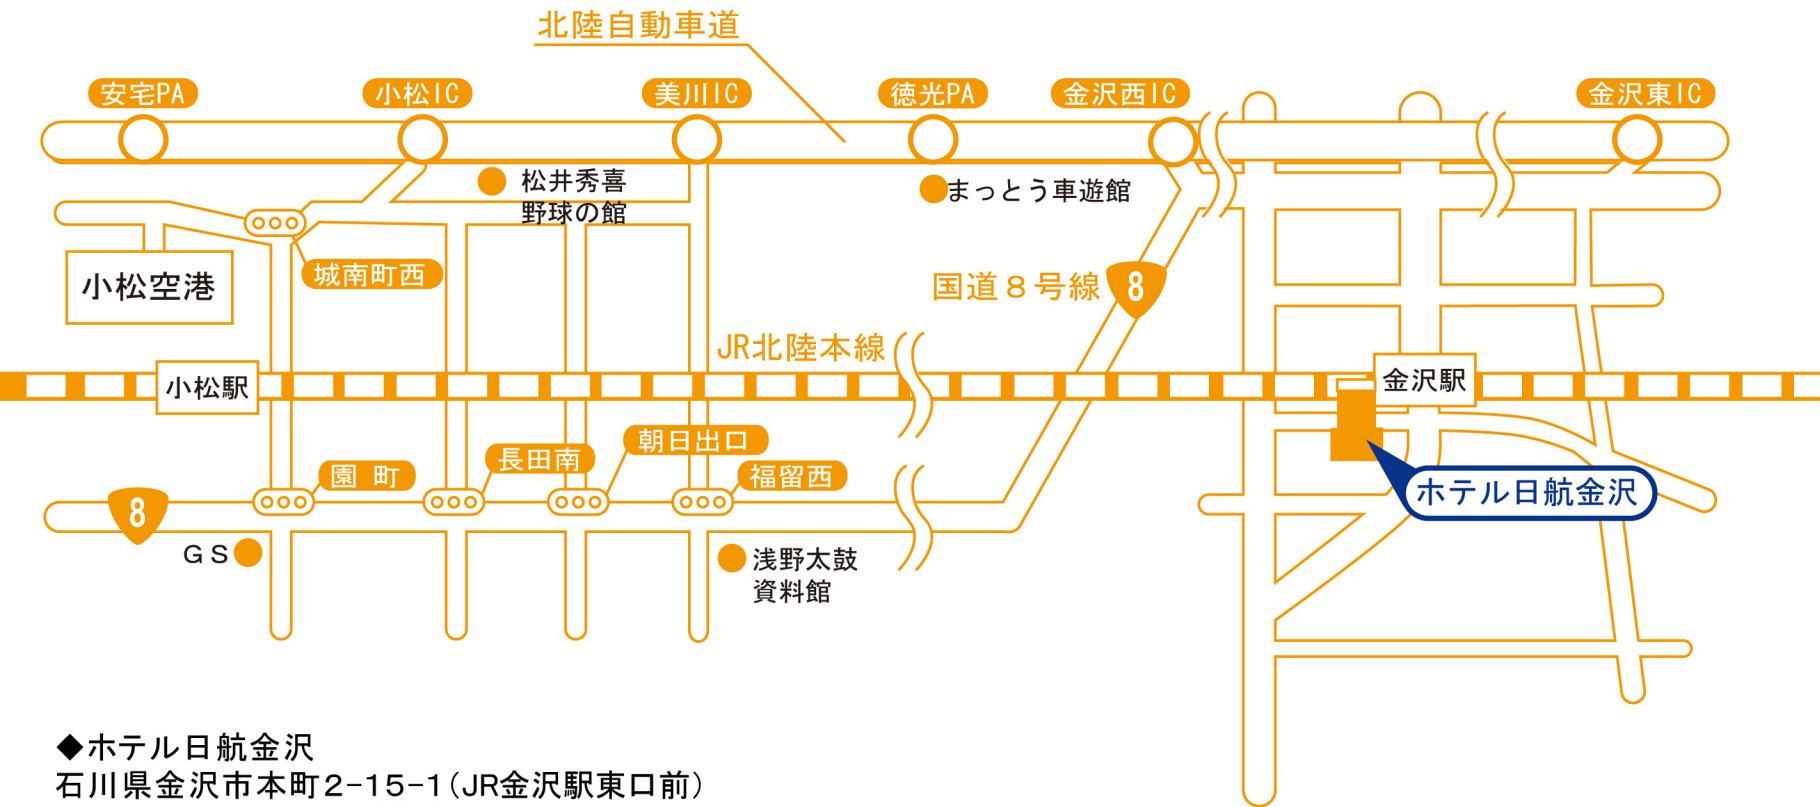 北陸自動車道
安宅PA
小松IC
美川IC
徳光PA
金沢西IC
金沢東IC
松井秀喜
野球の館
まっとう車遊館
城南町西
小松空港
国道８号線
8
JR北陸本線
小松駅
金沢駅
朝日出口
長田南
園 町
福留西
ホテル日航金沢
8
ＧＳ
浅野太鼓
資料館
◆ホテル日航金沢
石川県金沢市本町２−１５−１（JR金沢駅東口前）